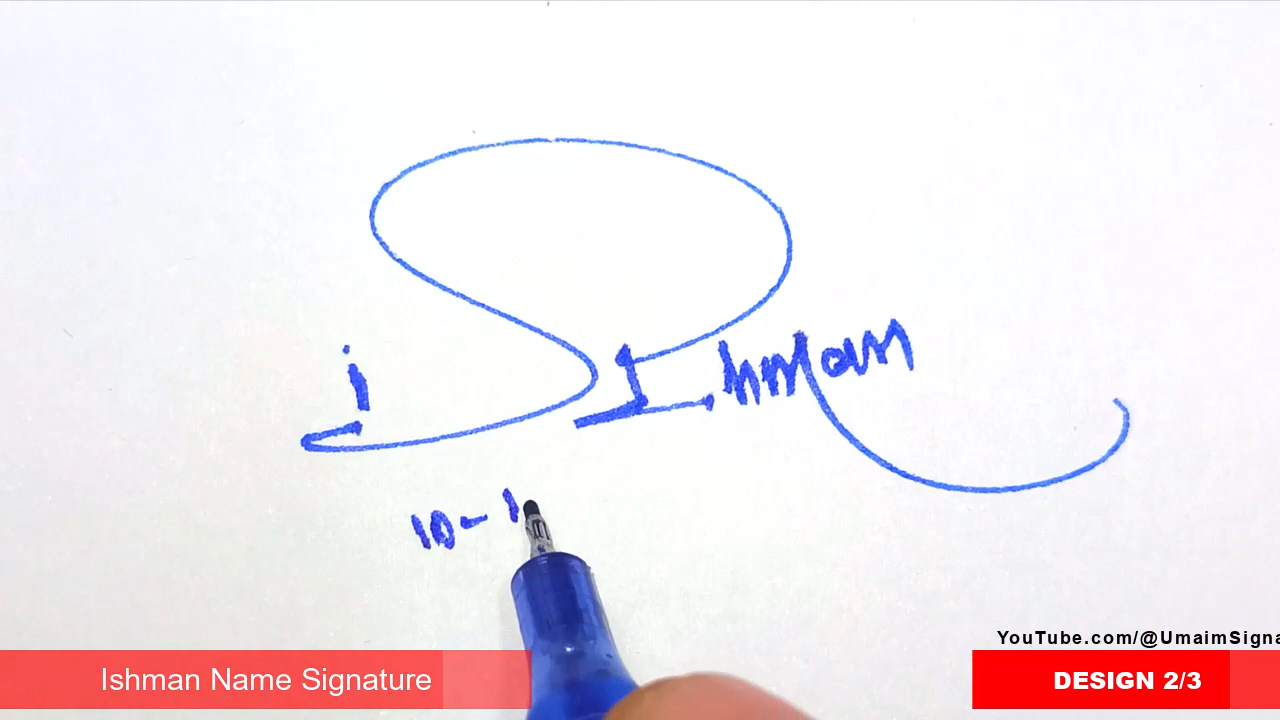 i Ishman
10-1
YouTube.com/@UmaimSigna
Ishman Name Signature
DESIGN 2/3